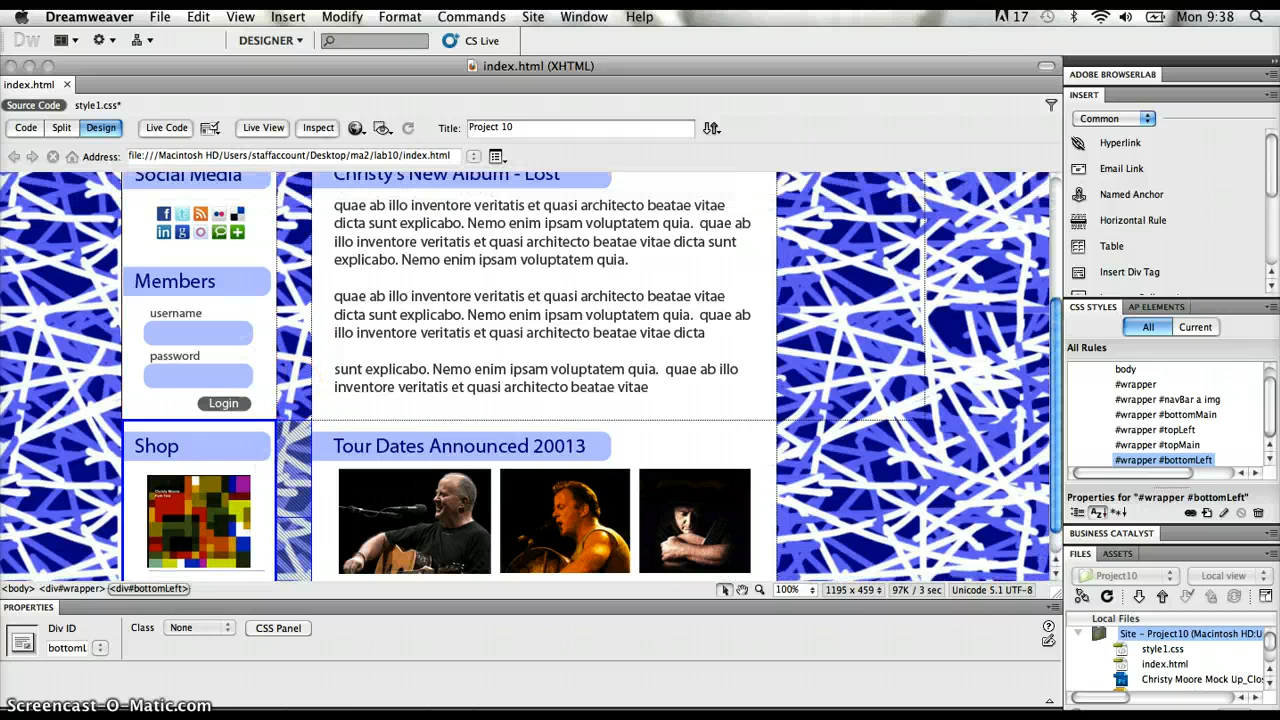 Dreamweaver File Edit View Insert Modify Format Commands Site Window Help 17 Mon 9:38
Dw DESIGNER CS Live
index.html (XHTML)
index.html
Source Code style1.css*
Code Split Design Live Code Live View Inspect Title: Project 10
Address: file:///Macintosh HD/Users/staffaccount/Desktop/ma2/lab10/index.html
Social Media
Members
username
password
Login
Shop
Christy's New Album - Lost
quae ab illo inventore veritatis et quasi architecto beatae vitae
dicta sunt explicabo. Nemo enim ipsam voluptatem quia. quae ab
illo inventore veritatis et quasi architecto beatae vitae dicta sunt
explicabo. Nemo enim ipsam voluptatem quia.
quae ab illo inventore veritatis et quasi architecto beatae vitae
dicta sunt explicabo. Nemo enim ipsam voluptatem quia. quae ab
illo inventore veritatis et quasi architecto beatae vitae dicta
sunt explicabo. Nemo enim ipsam voluptatem quia. quae ab illo
inventore veritatis et quasi architecto beatae vitae
Tour Dates Announced 20013
<body> <div#wrapper> <div#bottomLeft> 100% 1195 x 459 97K / 3 sec Unicode 5.1 UTF-8
PROPERTIES
Div ID
bottomL
Class None CSS Panel
ADOBE BROWSERLAB
INSERT
Common
Hyperlink
Email Link
Named Anchor
Horizontal Rule
Table
Insert Div Tag
CSS STYLES AP ELEMENTS
All Current
All Rules
body
#wrapper
#wrapper #navBar a img
#wrapper #bottomMain
#wrapper #topLeft
#wrapper #topMain
#wrapper #bottomLeft
Properties for "#wrapper #bottomLeft"
BUSINESS CATALYST
FILES ASSETS
Project10 Local view
Local Files
Site - Project10 (Macintosh HD:U
style1.css
index.html
Christy Moore Mock Up_Clos
Screencast-O-Matic.com